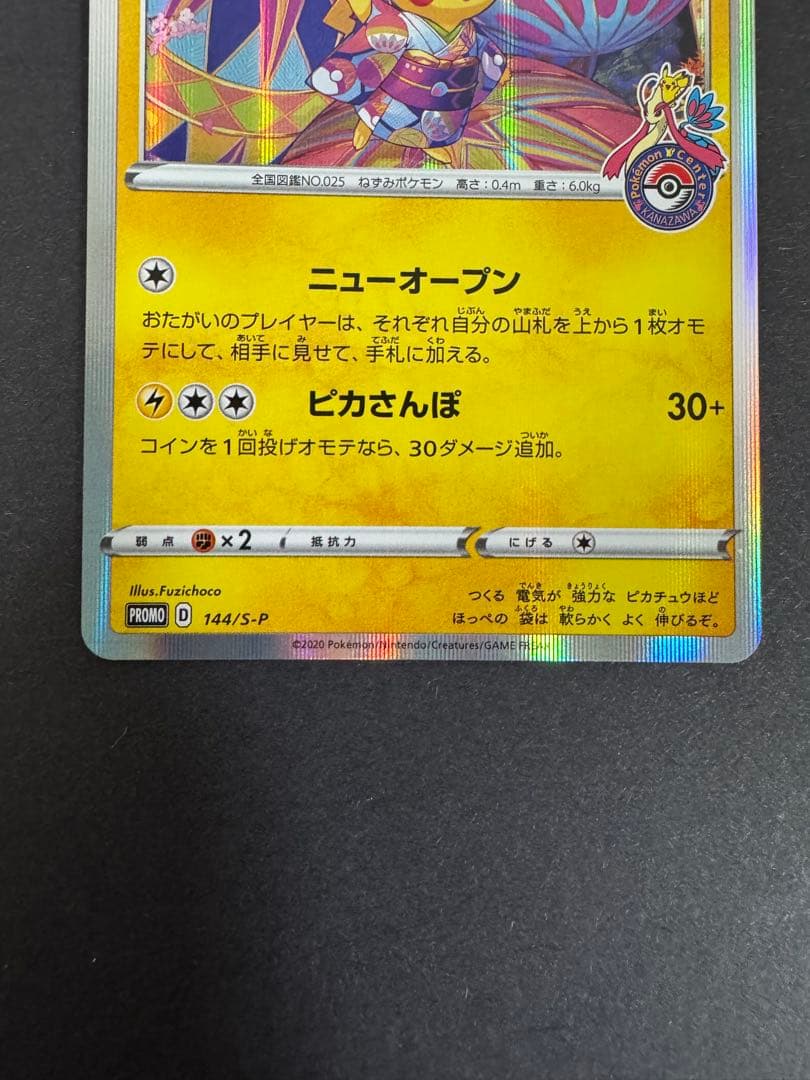 全国図鑑NO.025 ねずみポケモン 高さ:0.4m 重さ:6.0kg
Pokémon Center
KANAZAWA
ニューオープン
おたがいのプレイヤーは、それぞれ自分の山札を上から1枚オモ
テにして、相手に見せて、手札に加える。
ピカさんぽ 30+
コインを1回投げオモテなら、30ダメージ追加。
弱点 ×2 抵抗力 にげる
Illus.Fuzichoco
PROMO D 144/S-P
つくる 電気が 強力な ピカチュウほど
ほっぺの 袋は 軟らかく よく 伸びるぞ。
©2020 Pokémon/Nintendo/Creatures/GAME FREAK